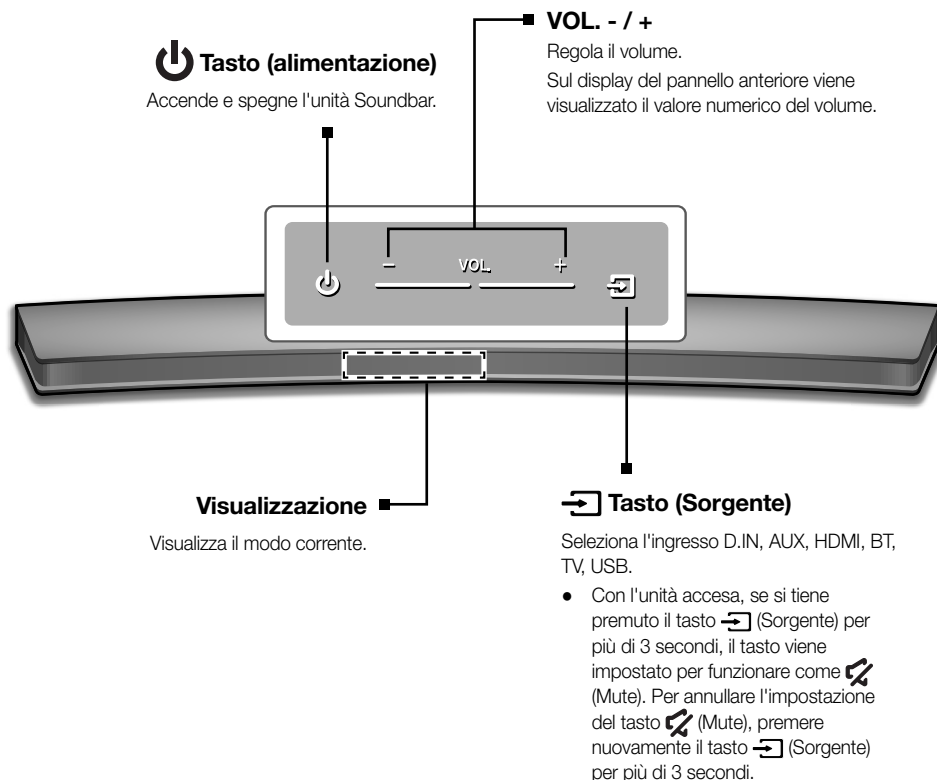 VOL. - / +
Regola il volume.
Sul display del pannello anteriore viene
visualizzato il valore numerico del volume.
Tasto (alimentazione)
Accende e spegne l'unità Soundbar.
- VOL. +
Visualizzazione
Visualizza il modo corrente.
Tasto (Sorgente)
Seleziona l'ingresso D.IN, AUX, HDMI, BT,
TV, USB.
● Con l'unità accesa, se si tiene
premuto il tasto (Sorgente) per
più di 3 secondi, il tasto viene
impostato per funzionare come
(Mute). Per annullare l'impostazione
del tasto (Mute), premere
nuovamente il tasto (Sorgente)
per più di 3 secondi.